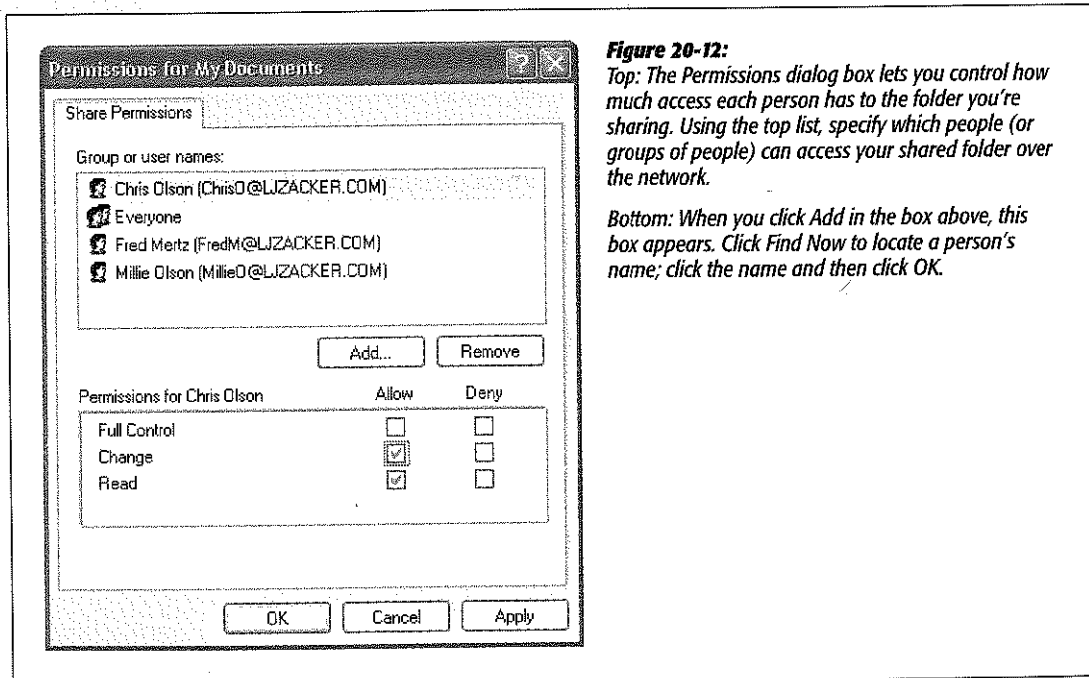 Permissions for My Documents
Share Permissions
Group or user names:
Chris Olson (ChrisO@LJZACKER.COM)
Everyone
Fred Mertz (FredM@LJZACKER.COM)
Millie Olson (MillieO@LJZACKER.COM)
Add...
Remove
Permissions for Chris Olson
Allow
Deny
Full Control
Change
Read
OK
Cancel
Apply
Figure 20-12:
Top: The Permissions dialog box lets you control how
much access each person has to the folder you're
sharing. Using the top list, specify which people (or
groups of people) can access your shared folder over
the network.
Bottom: When you click Add in the box above, this
box appears. Click Find Now to locate a person's
name; click the name and then click OK.